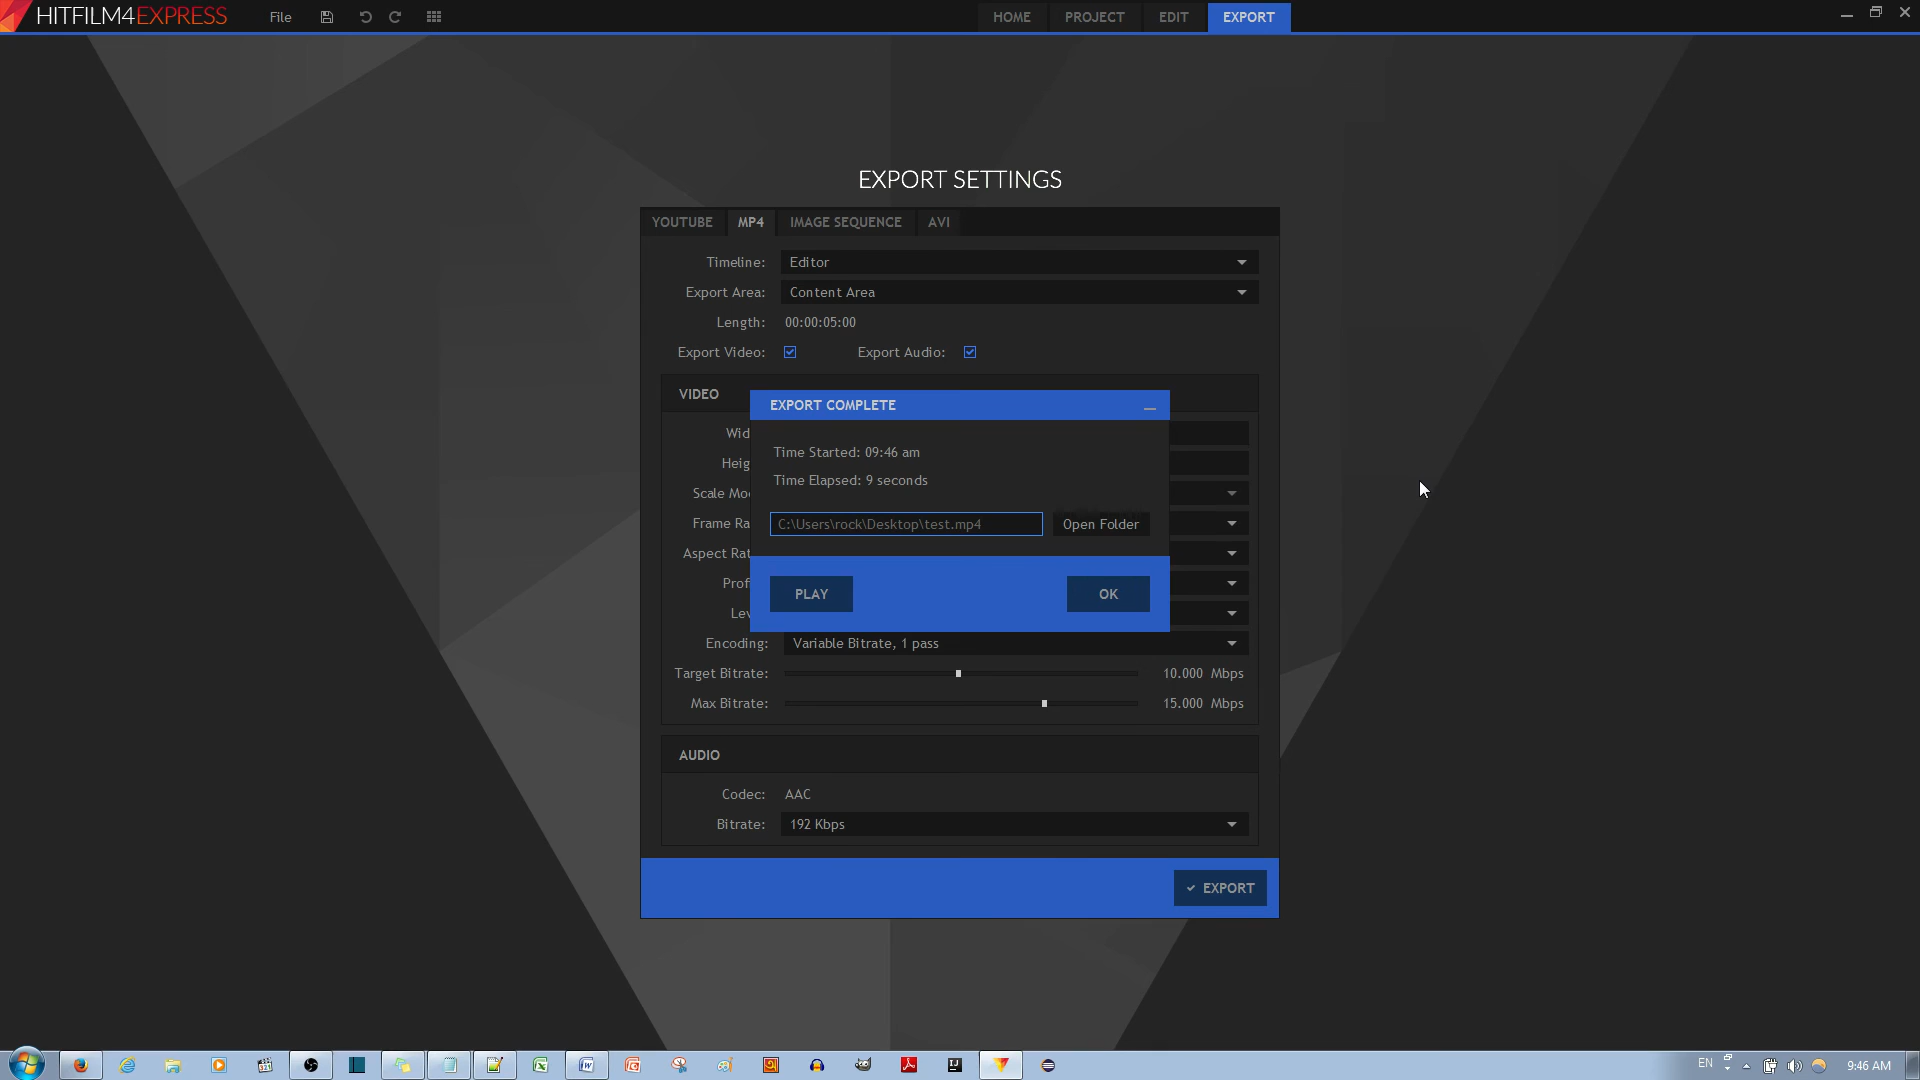 HITFILM4EXPRESS File HOME PROJECT EDIT EXPORT
EXPORT SETTINGS
YOUTUBE MP4 IMAGE SEQUENCE AVI
Timeline: Editor
Export Area: Content Area
Length: 00:00:05:00
Export Video: Export Audio:
VIDEO
EXPORT COMPLETE
Wid
Time Started: 09:46 am
Heig
Time Elapsed: 9 seconds
Scale Mo
Frame Ra
C:\Users\rock\Desktop\test.mp4 Open Folder
Aspect Rat
Prof
PLAY OK
Lev
Encoding: Variable Bitrate, 1 pass
Target Bitrate: 10.000 Mbps
Max Bitrate: 15.000 Mbps
AUDIO
Codec: AAC
Bitrate: 192 Kbps
EXPORT
EN 9:46 AM